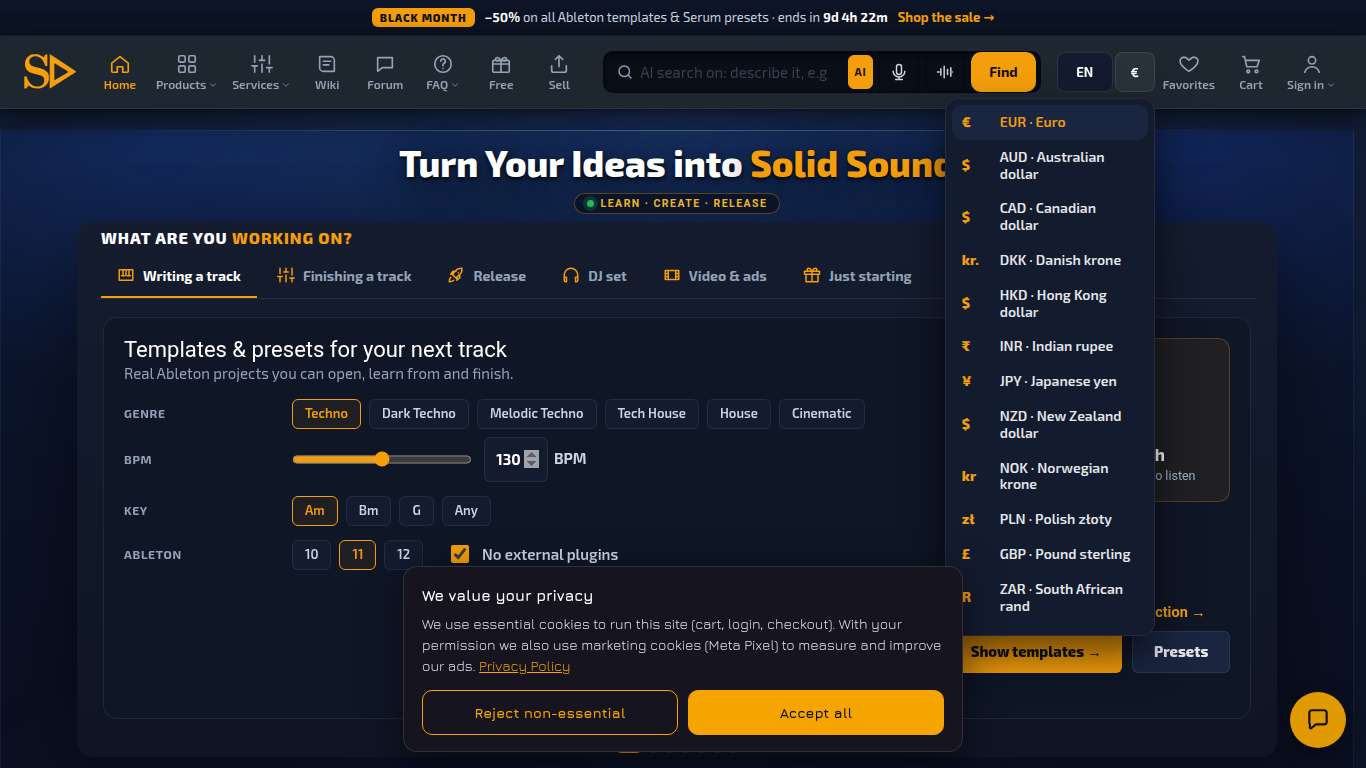 BLACK MONTH −50% on all Ableton templates & Serum presets · ends in 9d 4h 22m Shop the sale →
SD
Home Products Services Wiki Forum FAQ Free Sell
AI search on: describe it, e.g AI Find EN € Favorites Cart Sign in
€ EUR · Euro
$ AUD · Australian
dollar
$ CAD · Canadian
dollar
kr. DKK · Danish krone
$ HKD · Hong Kong
dollar
₹ INR · Indian rupee
¥ JPY · Japanese yen
$ NZD · New Zealand
dollar
kr NOK · Norwegian
krone
zł PLN · Polish złoty
£ GBP · Pound sterling
R ZAR · South African
rand
Turn Your Ideas into Solid Sound
LEARN · CREATE · RELEASE
WHAT ARE YOU WORKING ON?
Writing a track Finishing a track Release DJ set Video & ads Just starting
Templates & presets for your next track
Real Ableton projects you can open, learn from and finish.
GENRE Techno Dark Techno Melodic Techno Tech House House Cinematic
BPM 130 BPM
KEY Am Bm G Any
ABLETON 10 11 12 No external plugins
h
o listen
ction →
Show templates → Presets
We value your privacy
We use essential cookies to run this site (cart, login, checkout). With your
permission we also use marketing cookies (Meta Pixel) to measure and improve
our ads. Privacy Policy
Reject non-essential Accept all